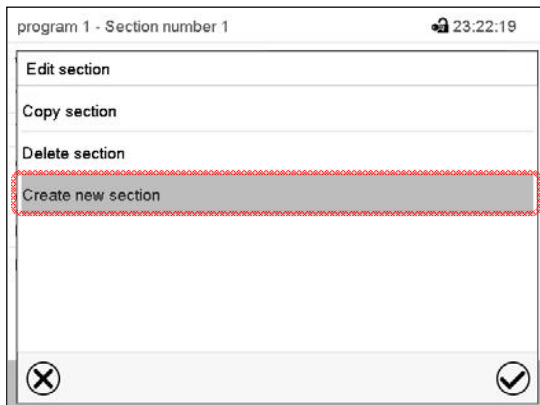 program 1 - Section number 1 23:22:19
Edit section
Copy section
Delete section
Create new section